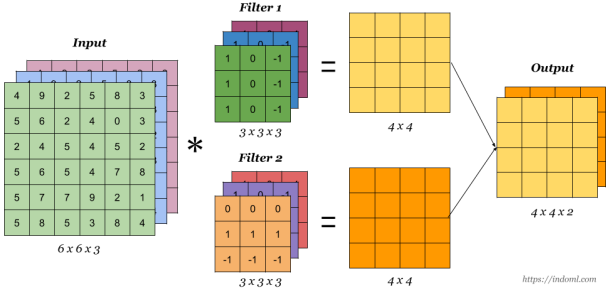 Input
4 9 2 5 8 3
5 6 2 4 0 3
2 4 5 4 5 2
5 6 5 4 7 8
5 7 7 9 2 1
5 8 5 3 8 4
6 x 6 x 3
*
Filter 1
1 0 -1
1 0 -1
1 0 -1
1 0 -1
3 x 3 x 3
=
4 x 4
Filter 2
0 0 0
1 1 1
-1 -1 -1
3 x 3 x 3
=
4 x 4
Output
4 x 4 x 2
https://indoml.com